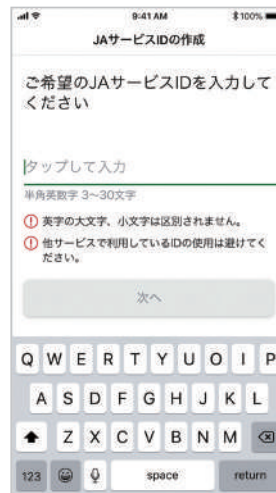 9:41 AM
100%
JAサービスIDの作成
ご希望のJAサービスIDを入力して
ください
タップして入力
半角英数字 3~30文字
英字の大文字、小文字は区別されません。
他サービスで利用しているIDの使用は避けてく
ださい。
次へ
Q W E R T Y U O I P
A S D F G H J K L
Z X C V B N M
123 space return